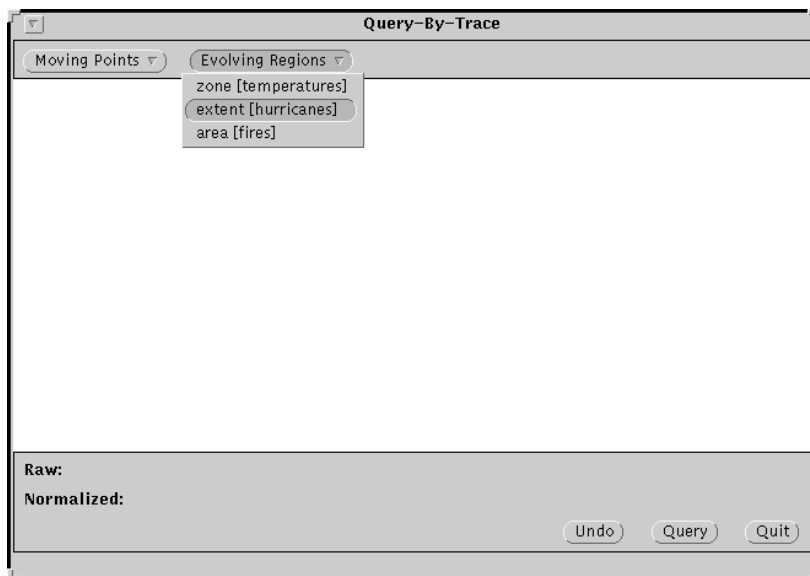 Query-By-Trace
Moving Points Evolving Regions
zone [temperatures]
extent [hurricanes]
area [fires]
Raw:
Normalized:
Undo Query Quit